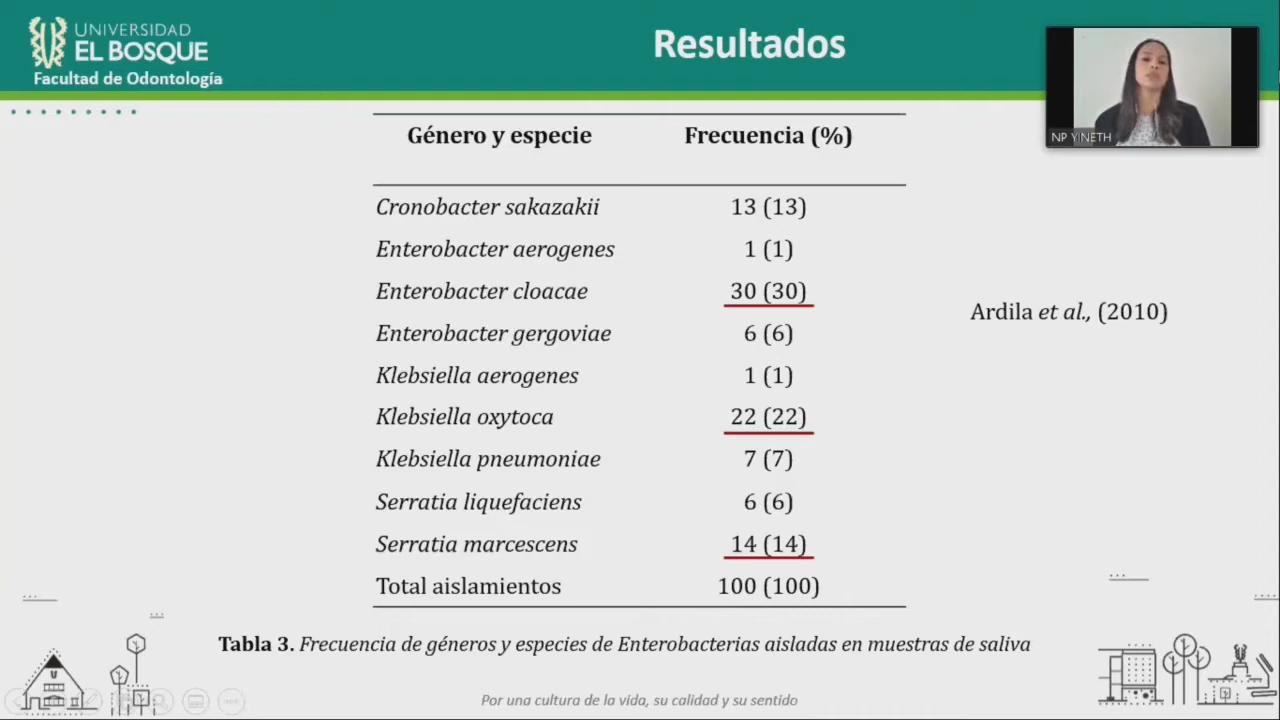 UNIVERSIDAD
EL BOSQUE
Facultad de Odontología
Resultados
NP YINETH
Género y especie Frecuencia (%)
Cronobacter sakazakii 13 (13)
Enterobacter aerogenes 1 (1)
Enterobacter cloacae 30 (30)
Enterobacter gergoviae 6 (6)
Klebsiella aerogenes 1 (1)
Klebsiella oxytoca 22 (22)
Klebsiella pneumoniae 7 (7)
Serratia liquefaciens 6 (6)
Serratia marcescens 14 (14)
Total aislamientos 100 (100)
Ardila et al., (2010)
Tabla 3. Frecuencia de géneros y especies de Enterobacterias aisladas en muestras de saliva
Por una cultura de la vida, su calidad y su sentido